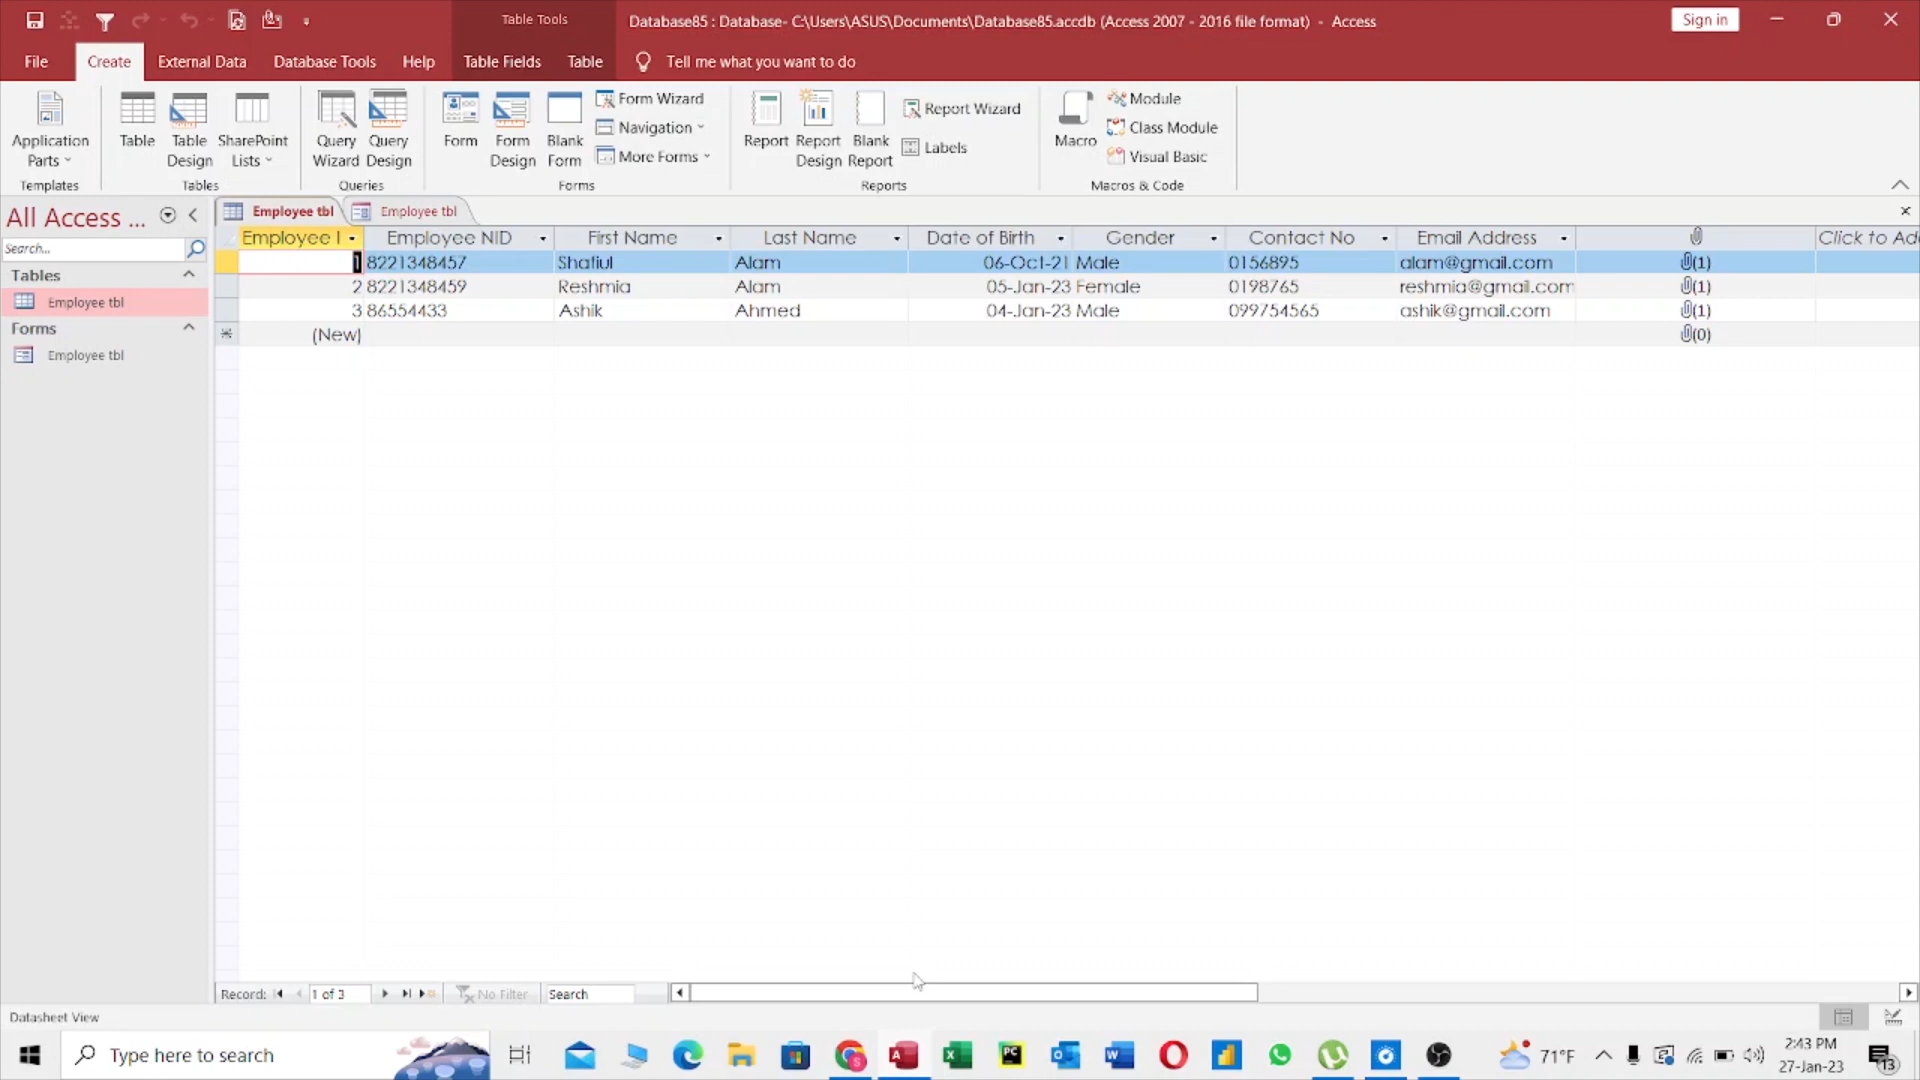 Table Tools
Database85 : Database- C:\Users\ASUS\Documents\Database85.accdb (Access 2007 - 2016 file format) - Access
Sign in
File Create External Data Database Tools Help Table Fields Table Tell me what you want to do
Application Parts
Table
Table Design
SharePoint Lists
Query Wizard
Query Design
Form
Form Design
Blank Form
Form Wizard
Navigation
More Forms
Report
Report Design
Blank Report
Report Wizard
Labels
Macro
Module
Class Module
Visual Basic
Templates Tables Queries Forms Reports Macros & Code
All Access ...
Search...
Tables
Employee tbl
Forms
Employee tbl
Employee tbl Employee tbl
Employee I Employee NID First Name Last Name Date of Birth Gender Contact No Email Address Click to Ad
1 8221348457 Shafiul Alam 06-Oct-21 Male 0156895 alam@gmail.com (1)
2 8221348459 Reshmia Alam 05-Jan-23 Female 0198765 reshmia@gmail.com (1)
3 86554433 Ashik Ahmed 04-Jan-23 Male 099754565 ashik@gmail.com (1)
(New) (0)
Record: 1 of 3 No Filter Search
Datasheet View
Type here to search
PC
71°F
2:43 PM
27-Jan-23
13